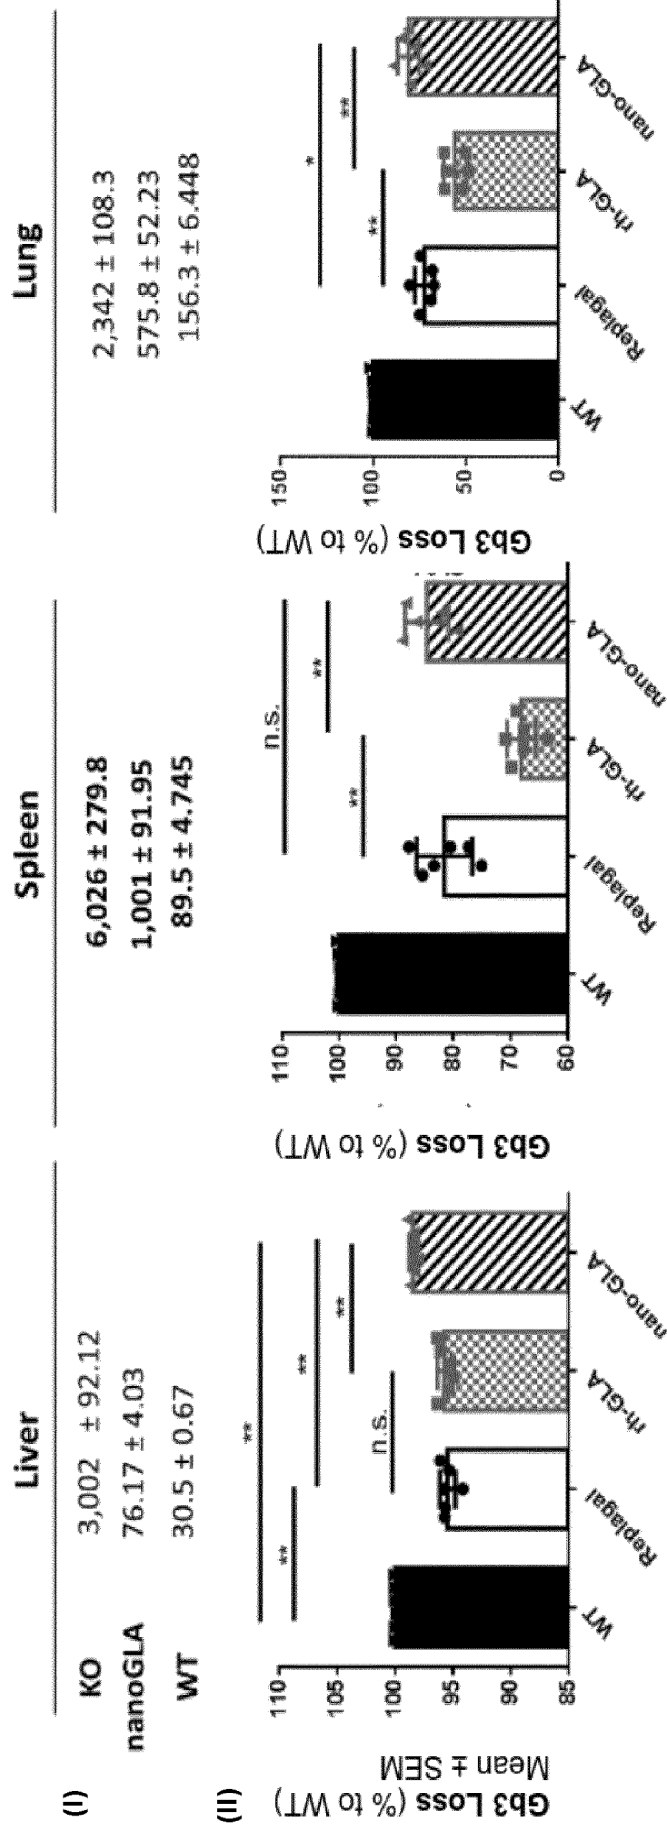 Liver Spleen Lung
(I)
KO 3,002 ± 92.12 6,026 ± 279.8 2,342 ± 108.3
nanoGLA 76.17 ± 4.03 1,001 ± 91.95 575.8 ± 52.23
WT 30.5 ± 0.67 89.5 ± 4.745 156.3 ± 6.448
(II)
Gb3 Loss (% to WT)
Mean ± SEM
110
105
100
95
90
85
**
**
**
**
n.s.
WT Replagal rh-GLA nano-GLA
Gb3 Loss (% to WT)
110
100
90
80
70
60
n.s.
**
**
WT Replagal rh-GLA nano-GLA
Gb3 Loss (% to WT)
150
100
50
0
*
**
**
WT Replagal rh-GLA nano-GLA